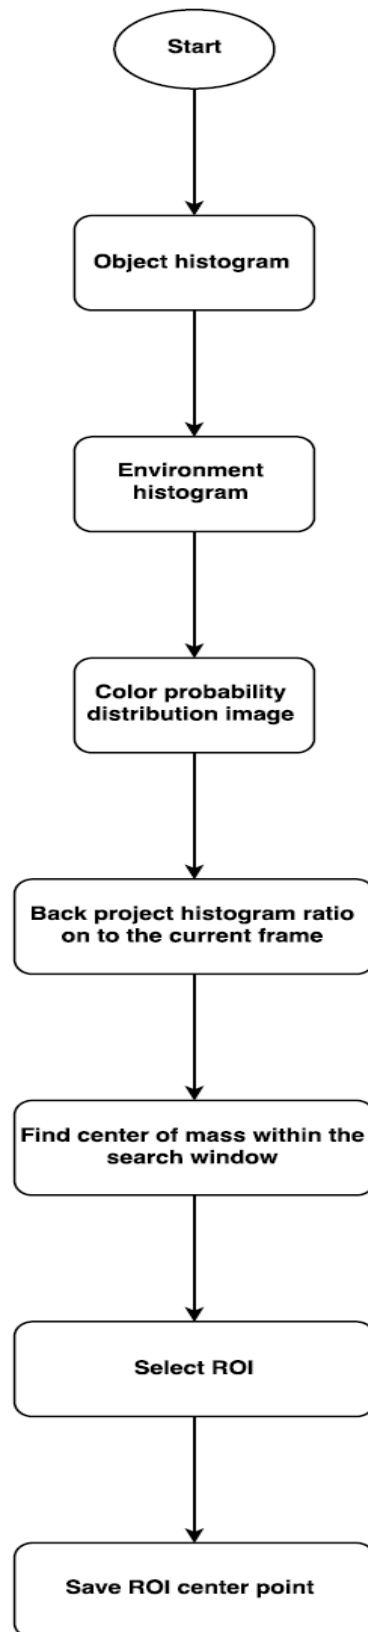 Start
Object histogram
Environment
histogram
Color probability
distribution image
Back project histogram ratio
on to the current frame
Find center of mass within the
search window
Select ROI
Save ROI center point